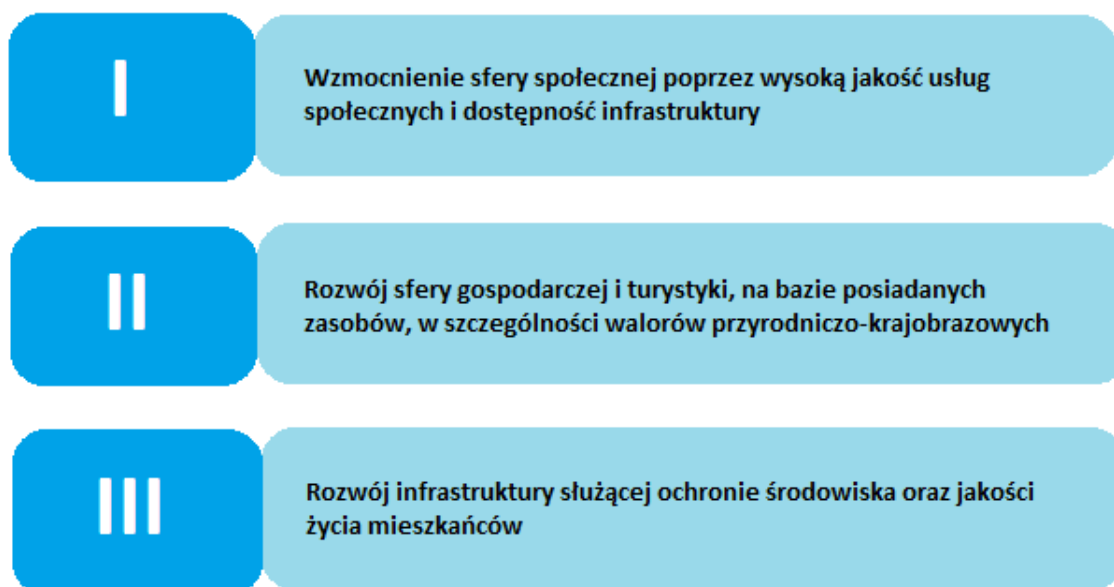 I
Wzmocnienie sfery społecznej poprzez wysoką jakość usług
społecznych i dostępność infrastruktury
II
Rozwój sfery gospodarczej i turystyki, na bazie posiadanych
zasobów, w szczególności walorów przyrodniczo-krajobrazowych
III
Rozwój infrastruktury służącej ochronie środowiska oraz jakości
życia mieszkańców